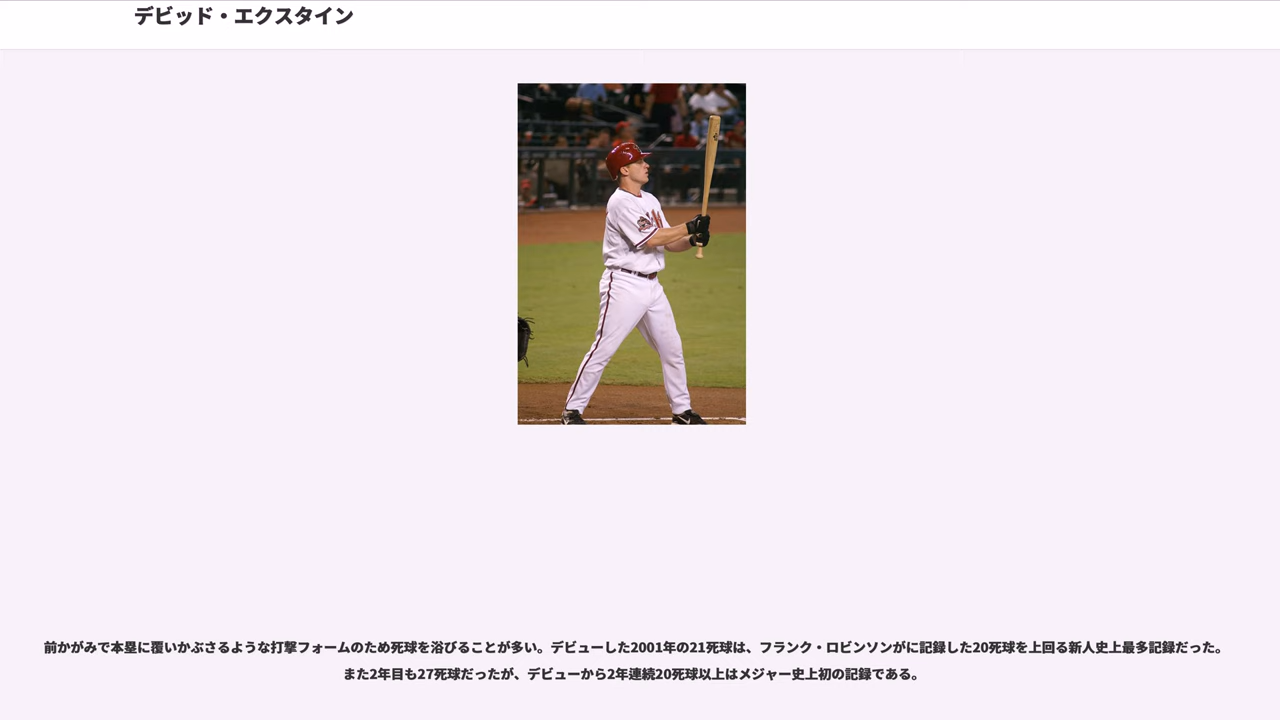 デビッド・エクスタイン
前かがみで本塁に覆いかぶさるような打撃フォームのため死球を浴びることが多い。デビューした2001年の21死球は、フランク・ロビンソンがに記録した20死球を上回る新人史上最多記録だった。
また2年目も27死球だったが、デビューから2年連続20死球以上はメジャー史上初の記録である。